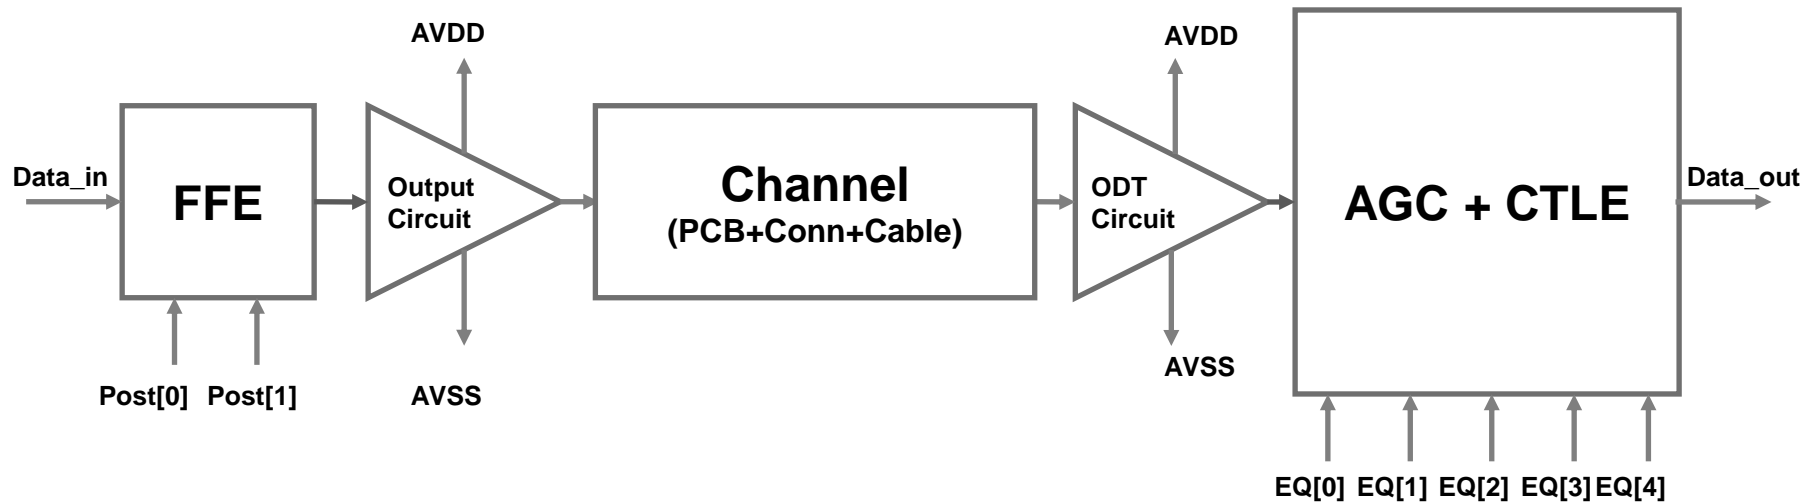 AVDD
AVDD
Data_in
FFE
Output
Circuit
Channel
(PCB+Conn+Cable)
ODT
Circuit
AGC + CTLE
Data_out
Post[0]
Post[1]
AVSS
AVSS
EQ[0]
EQ[1]
EQ[2]
EQ[3]
EQ[4]